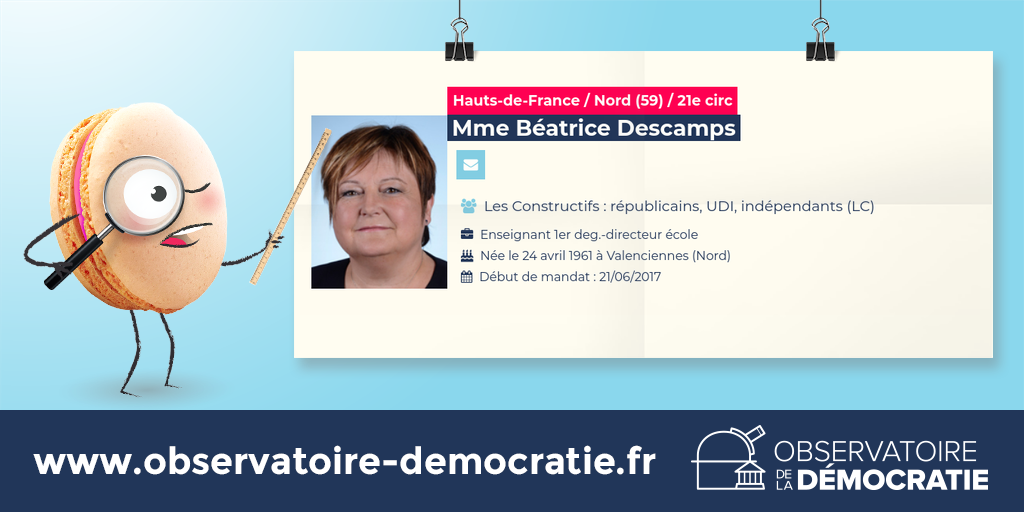 Hauts-de-France / Nord (59) / 21e circ
Mme Béatrice Descamps
Les Constructifs : républicains, UDI, indépendants (LC)
Enseignant 1er deg.-directeur école
Née le 24 avril 1961 à Valenciennes (Nord)
Début de mandat : 21/06/2017
www.observatoire-democratie.fr
OBSERVATOIRE
DE LA DÉMOCRATIE